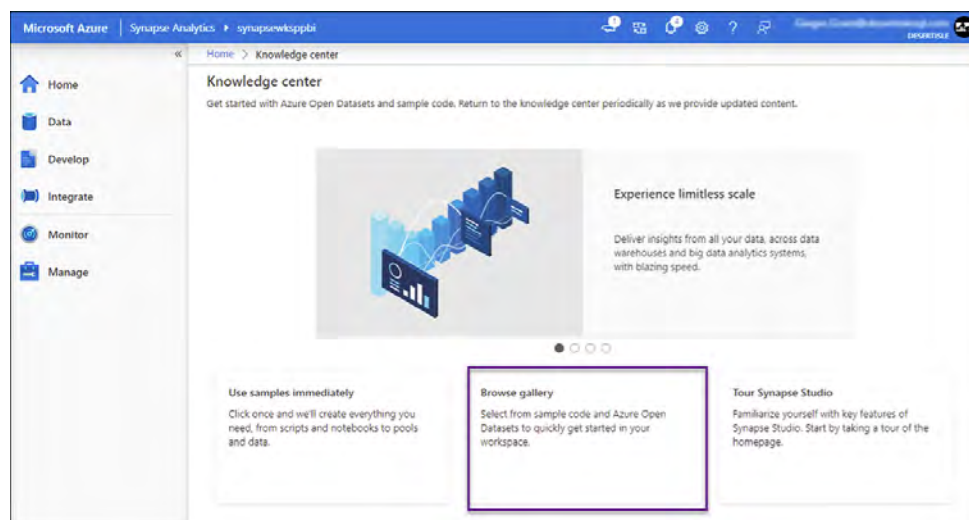 Microsoft Azure | Synapse Analytics ▸ synapsewksppbi
DESERTISLE
Home > Knowledge center
Home
Data
Develop
Integrate
Monitor
Manage
Knowledge center
Get started with Azure Open Datasets and sample code. Return to the knowledge center periodically as we provide updated content.
Experience limitless scale
Deliver insights from all your data, across data
warehouses and big data analytics systems,
with blazing speed.
Use samples immediately
Click once and we'll create everything you
need, from scripts and notebooks to pools
and data.
Browse gallery
Select from sample code and Azure Open
Datasets to quickly get started in your
workspace.
Tour Synapse Studio
Familiarize yourself with key features of
Synapse Studio. Start by taking a tour of the
homepage.